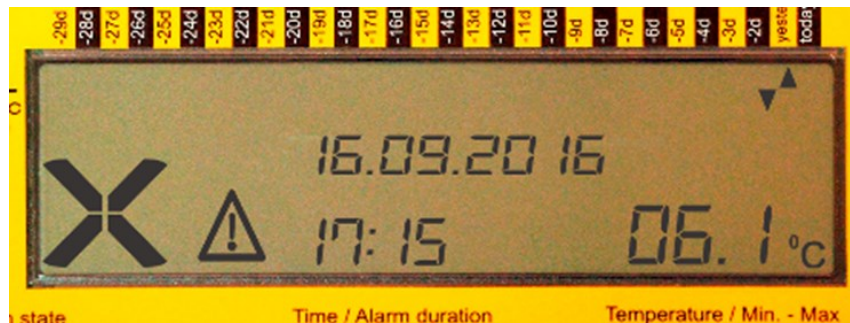 -29d -28d -27d -26d -25d -24d -23d -22d -21d -20d -19d -18d -17d -16d -15d -14d -13d -12d -11d -10d -9d -8d -7d -6d -5d -4d -3d -2d today
C
16.09.2016
17:15 06.1 °C
state Time / Alarm duration Temperature / Min. - Max